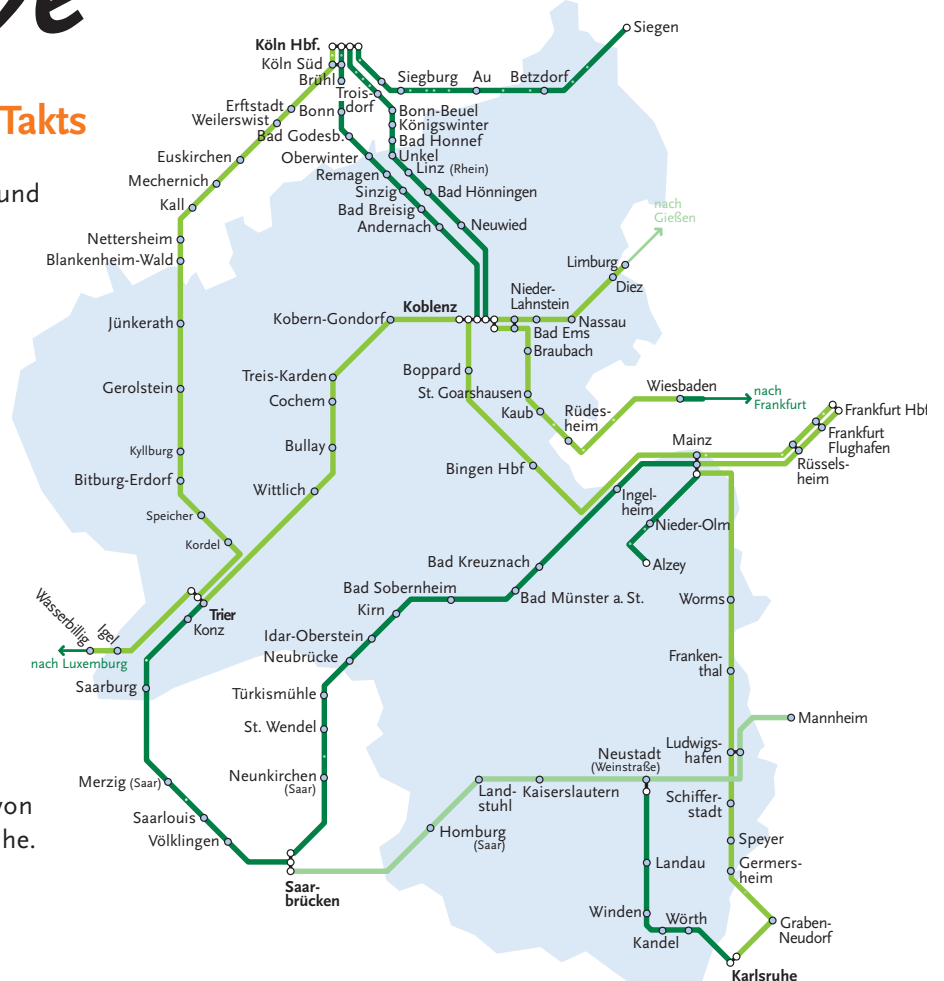 Takts
und
von
he.
Siegen
Köln Hbf.
Köln Süd
Brühl
Siegburg
Au
Betzdorf
Trois-
dorf
Erftstadt
Bonn
Bonn-Beuel
Weilerswist
Königswinter
Bad Godesb.
Bad Honnef
Euskirchen
Oberwinter
Unkel
Linz (Rhein)
Mechernich
Remagen
Sinzig
Bad Hönningen
Kall
Bad Breisig
Andernach
Neuwied
nach
Gießen
Nettersheim
Blankenheim-Wald
Limburg
Diez
Nieder-
Lahnstein
Koblenz
Kobern-Gondorf
Nassau
Bad Ems
Jünkerath
Braubach
Boppard
Treis-Karden
St. Goarshausen
Wiesbaden
nach
Frankfurt
Gerolstein
Cochem
Kaub
Rüdes-
heim
Frankfurt Hbf
Frankfurt
Flughafen
Mainz
Rüssels-
heim
Kyllburg
Bullay
Bingen Hbf
Bitburg-Erdorf
Wittlich
Ingel-
heim
Speicher
Nieder-Olm
Kordel
Bad Kreuznach
Alzey
Bad Sobernheim
Bad Münster a. St.
Worms
Wasserbillig
Igel
Trier
Kirn
Konz
Idar-Oberstein
nach Luxemburg
Neubrücke
Franken-
thal
Saarburg
Türkismühle
St. Wendel
Mannheim
Merzig (Saar)
Neunkirchen
(Saar)
Neustadt
(Weinstraße)
Ludwigs-
hafen
Land-
stuhl
Kaiserslautern
Schiffer-
stadt
Saarlouis
Homburg
(Saar)
Völklingen
Speyer
Landau
Germers-
heim
Saar-
brücken
Winden
Wörth
Kandel
Graben-
Neudorf
Karlsruhe